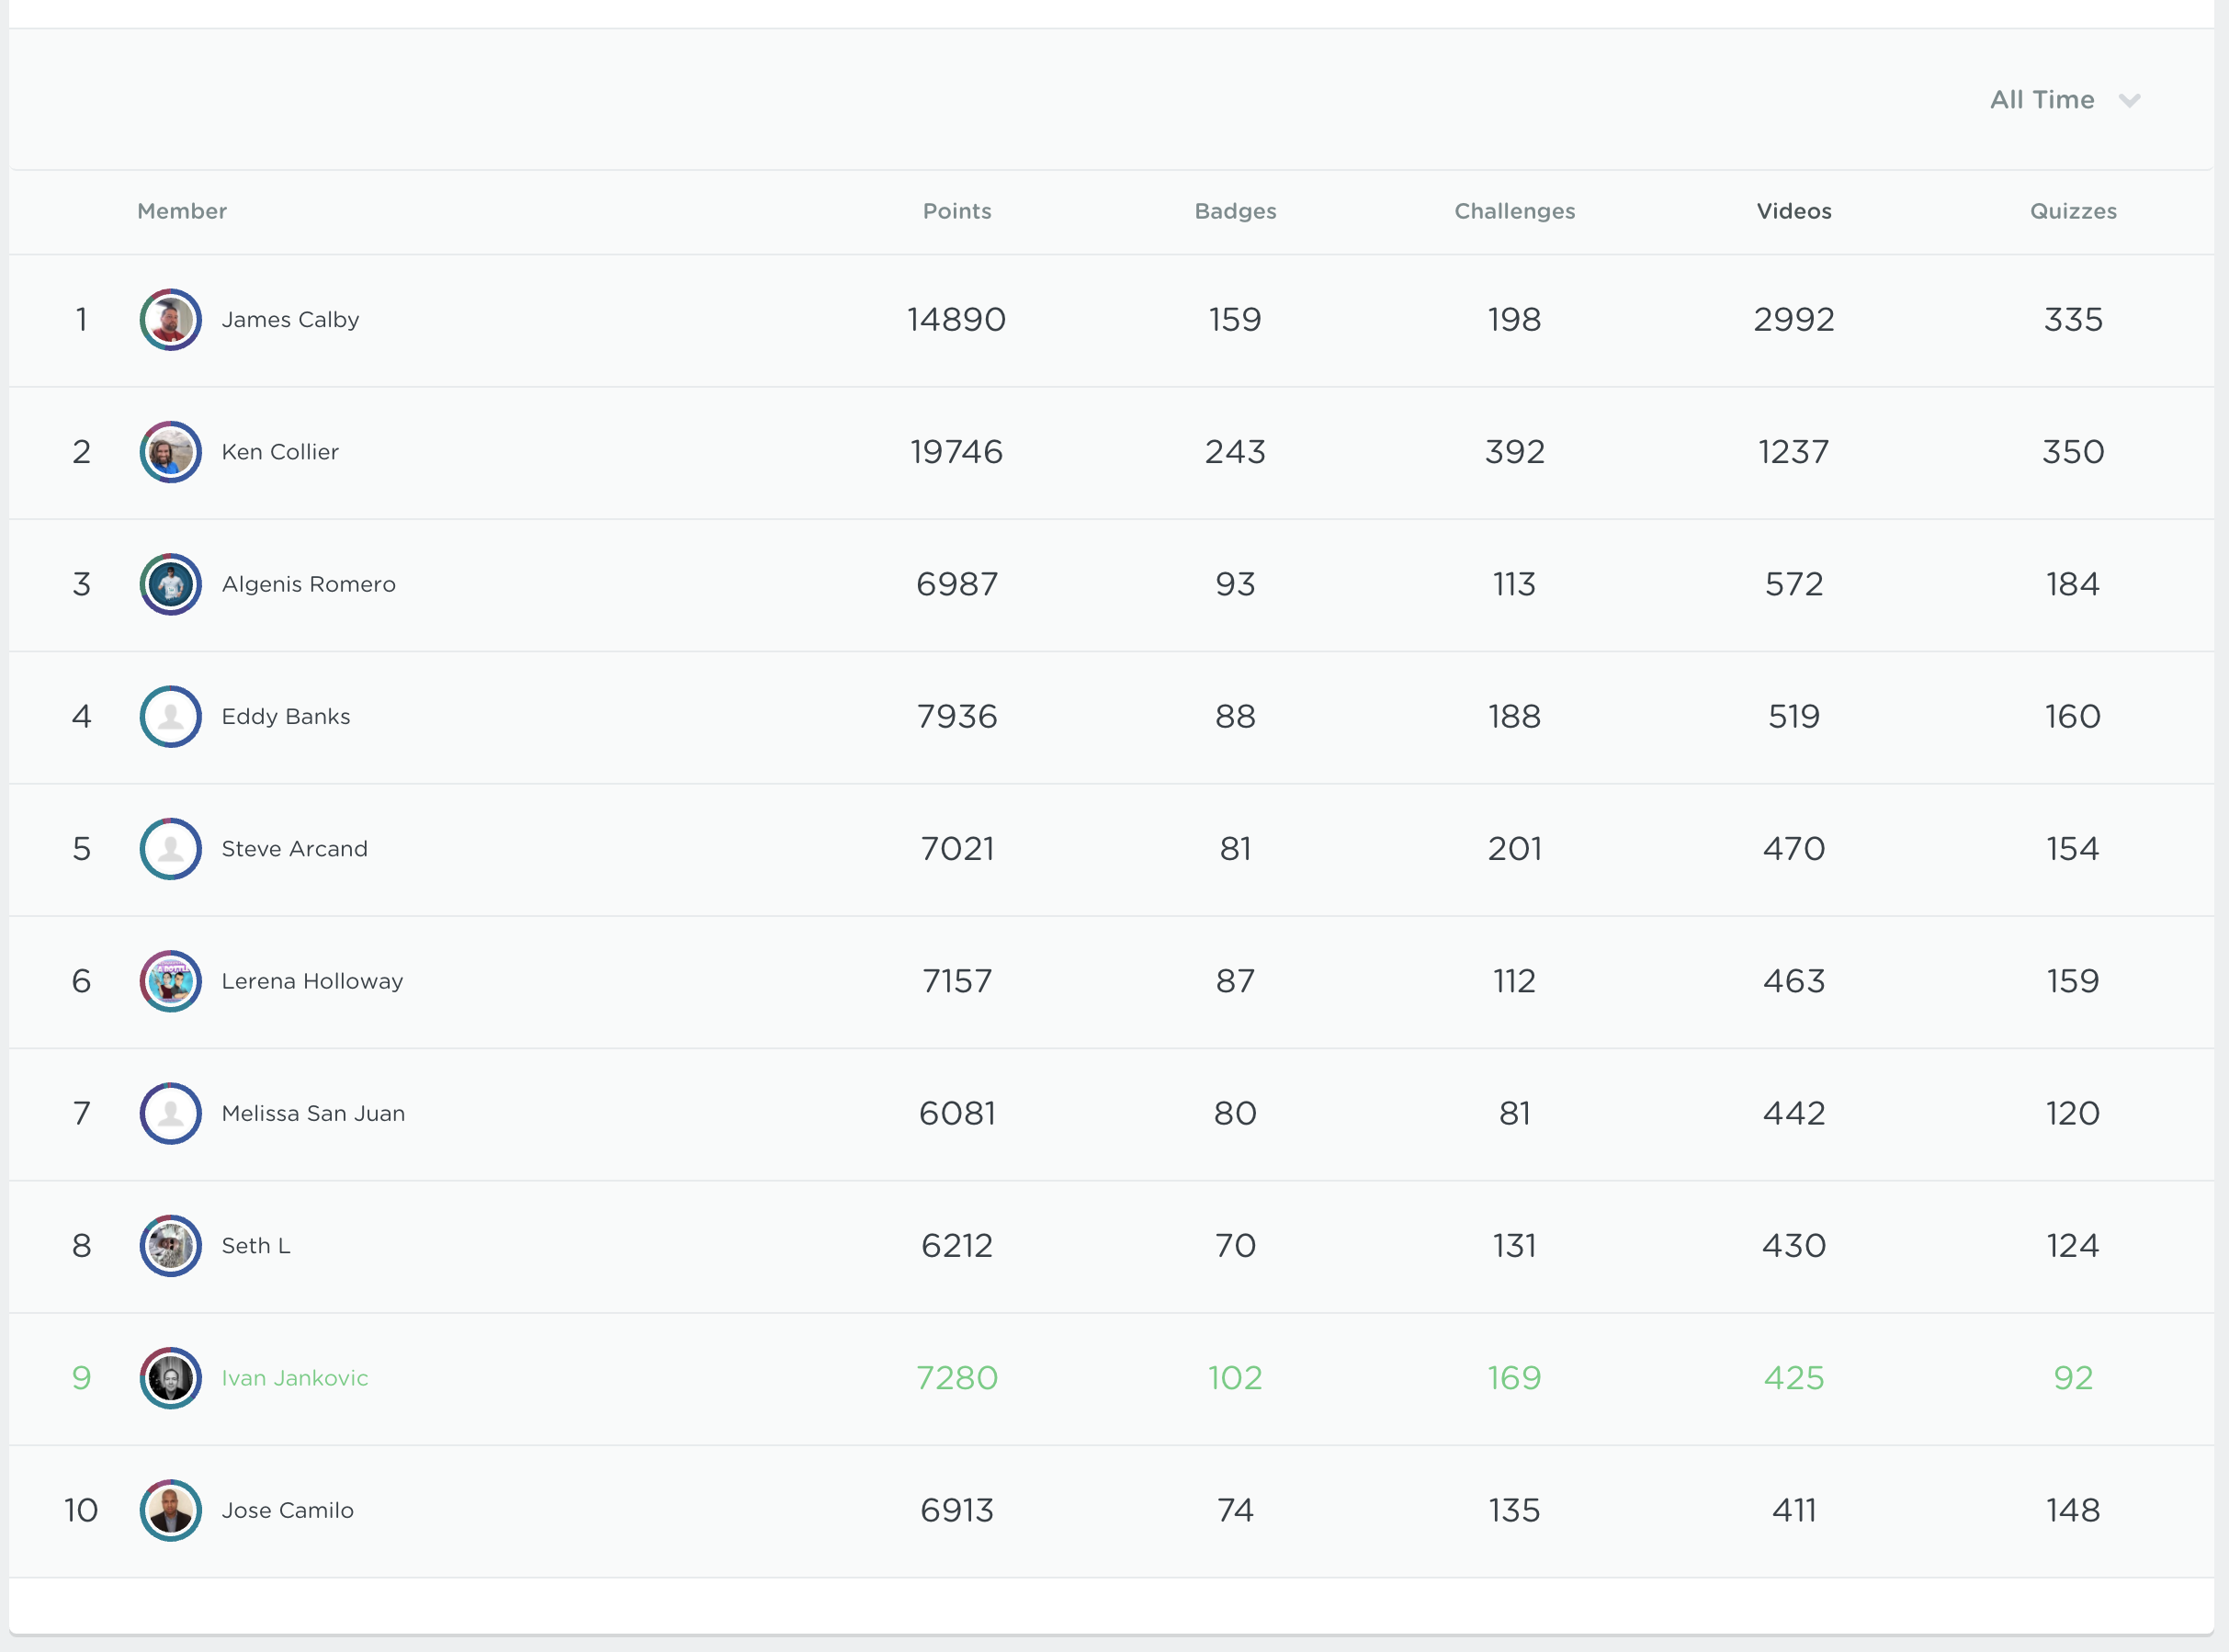 All Time
Member Points Badges Challenges Videos Quizzes
1 James Calby 14890 159 198 2992 335
2 Ken Collier 19746 243 392 1237 350
3 Algenis Romero 6987 93 113 572 184
4 Eddy Banks 7936 88 188 519 160
5 Steve Arcand 7021 81 201 470 154
6 Lerena Holloway 7157 87 112 463 159
7 Melissa San Juan 6081 80 81 442 120
8 Seth L 6212 70 131 430 124
9 Ivan Jankovic 7280 102 169 425 92
10 Jose Camilo 6913 74 135 411 148